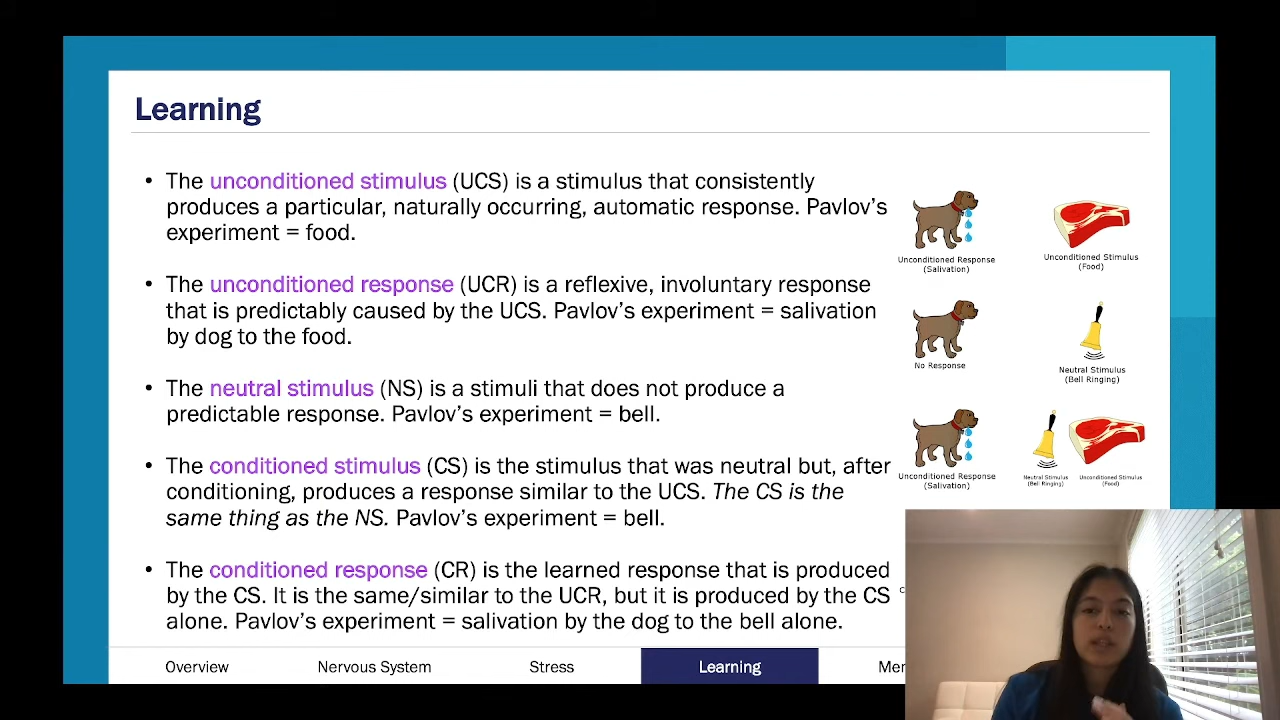 Learning
• The unconditioned stimulus (UCS) is a stimulus that consistently
produces a particular, naturally occurring, automatic response. Pavlov's
experiment = food.
• The unconditioned response (UCR) is a reflexive, involuntary response
that is predictably caused by the UCS. Pavlov's experiment = salivation
by dog to the food.
• The neutral stimulus (NS) is a stimuli that does not produce a
predictable response. Pavlov's experiment = bell.
• The conditioned stimulus (CS) is the stimulus that was neutral but, after
conditioning, produces a response similar to the UCS. The CS is the
same thing as the NS. Pavlov's experiment = bell.
• The conditioned response (CR) is the learned response that is produced
by the CS. It is the same/similar to the UCR, but it is produced by the CS
alone. Pavlov's experiment = salivation by the dog to the bell alone.
Unconditioned Response
(Salivation)
Unconditioned Stimulus
(Food)
No Response
Neutral Stimulus
(Bell Ringing)
Unconditioned Response
(Salivation)
Neutral Stimulus
(Bell Ringing)
Unconditioned Stimulus
(Food)
Overview Nervous System Stress Learning